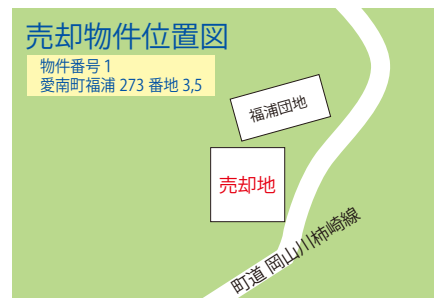 売却物件位置図
物件番号 1
愛南町福浦 273 番地 3,5
福浦団地
売却地
町道 岡山川柿崎線